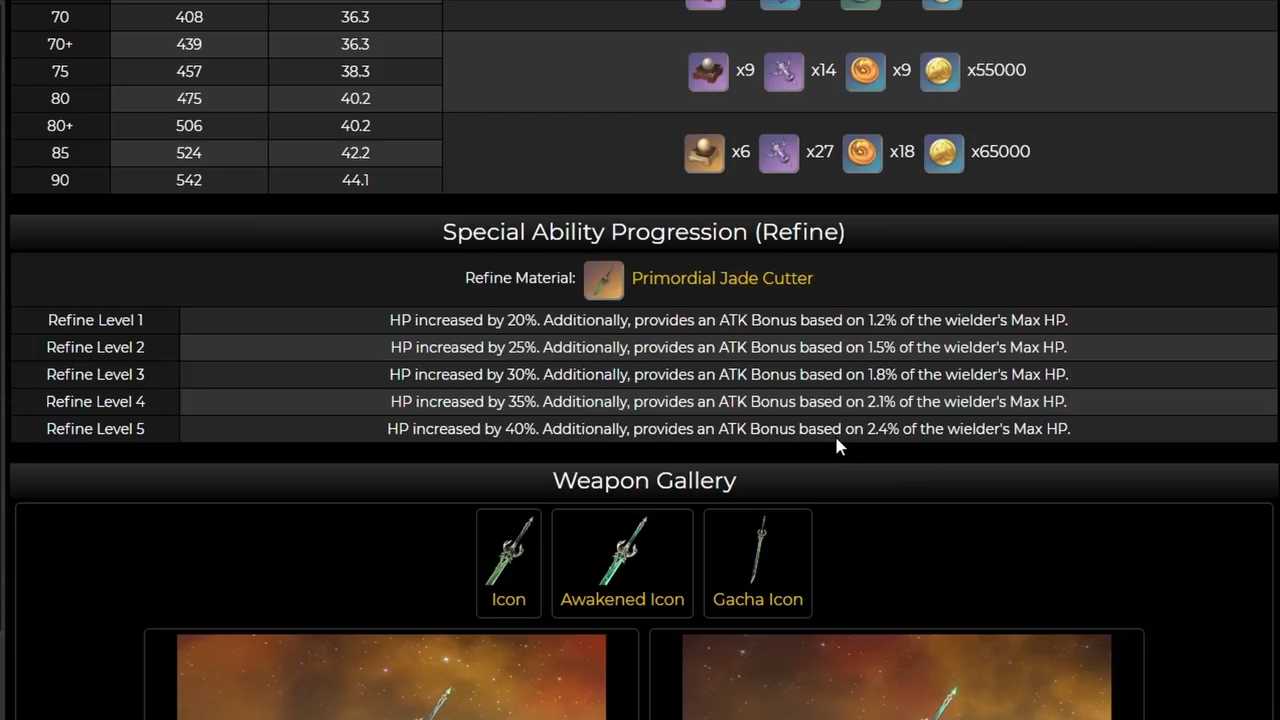 70 408 36.3
70+ 439 36.3
75 457 38.3
x9 x14 x9 x55000
80 475 40.2
80+ 506 40.2
85 524 42.2
x6 x27 x18 x65000
90 542 44.1
Special Ability Progression (Refine)
Refine Material: Primordial Jade Cutter
Refine Level 1 HP increased by 20%. Additionally, provides an ATK Bonus based on 1.2% of the wielder's Max HP.
Refine Level 2 HP increased by 25%. Additionally, provides an ATK Bonus based on 1.5% of the wielder's Max HP.
Refine Level 3 HP increased by 30%. Additionally, provides an ATK Bonus based on 1.8% of the wielder's Max HP.
Refine Level 4 HP increased by 35%. Additionally, provides an ATK Bonus based on 2.1% of the wielder's Max HP.
Refine Level 5 HP increased by 40%. Additionally, provides an ATK Bonus based on 2.4% of the wielder's Max HP.
Weapon Gallery
Icon Awakened Icon Gacha Icon